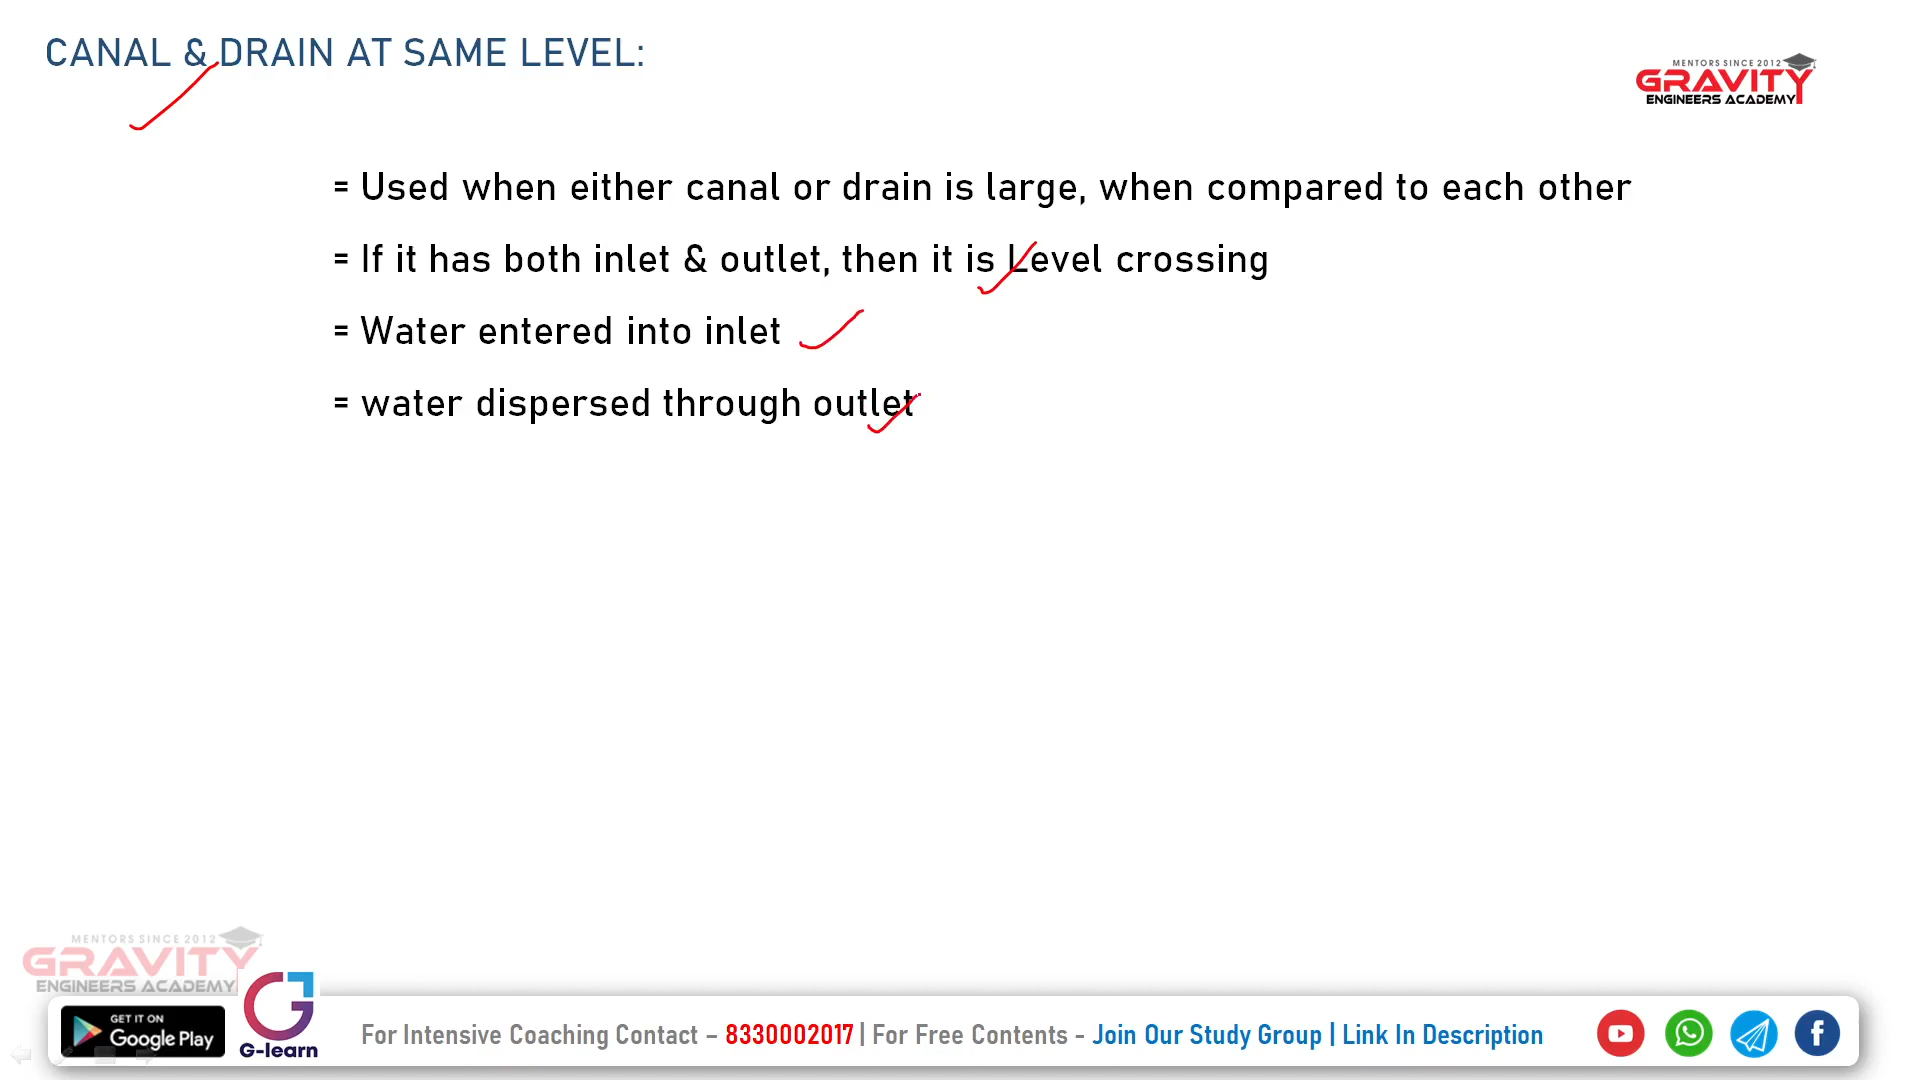 CANAL & DRAIN AT SAME LEVEL:
MENTORS SINCE 2012
GRAVITY
ENGINEERS ACADEMY
= Used when either canal or drain is large, when compared to each other
= If it has both inlet & outlet, then it is Level crossing
= Water entered into inlet
= water dispersed through outlet
MENTORS SINCE 2012
GRAVITY
ENGINEERS ACADEMY
GET IT ON
Google Play
G-learn
For Intensive Coaching Contact – 8330002017 | For Free Contents - Join Our Study Group | Link In Description